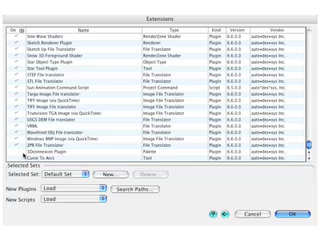 Extensions
On Name Type Kind Version Vendor
Sine Wave Shaders RenderZone Shader Plugin 6.6.0.0 auto•des•sys Inc.
Sketch Renderer Plugin Renderer Plugin 9.6.0.0 auto•des•sys Inc.
Sketch Up File Translator File Translator Plugin 9.6.0.0 auto•des•sys Inc.
Snow 3D Foreground Shader RenderZone Shader Plugin 6.6.0.0 auto•des•sys Inc.
Star Object Type Plugin Object Type Plugin 6.6.0.0 auto•des•sys Inc.
Star Tool Plugin Tool Plugin 6.6.0.0 auto•des•sys Inc.
STEP File translator File Translator Plugin 9.6.0.0 auto•des•sys Inc.
STL File Translator File Translator Plugin 9.6.0.0 auto•des•sys Inc.
Sun Animation Command Script Project Command Script 6.5.0.0 auto*des*sys, Inc.
Targa Image File Translator Image File Translator Plugin 9.6.0.0 auto•des•sys Inc.
TIFF Image (via QuickTime) Image File Translator Plugin 9.6.0.0 auto•des•sys Inc.
TIFF Image File Translator Image File Translator Plugin 9.6.0.0 auto•des•sys Inc.
Truevision TGA Image (via QuickTime) Image File Translator Plugin 9.6.0.0 auto•des•sys Inc.
USGS DEM File translator File Translator Plugin 9.6.0.0 auto•des•sys Inc.
VRML File Translator Plugin 9.6.0.0 auto•des•sys Inc.
Wavefront Obj File translator File Translator Plugin 9.6.0.0 auto•des•sys Inc.
Windows BMP Image (via QuickTime) Image File Translator Plugin 9.6.0.0 auto•des•sys Inc.
ZPR File Translator File Translator Plugin 9.6.0.0 auto•des•sys Inc.
3Dconnexion Plugin Palette Plugin 6.6.0.0 auto•des•sys Inc.
Curve To Arcs Tool Plugin 6.6.0.0 auto•des•sys Inc.
Selected Sets
Selected Set: Default Set New... Delete...
New Plugins Load Search Paths...
New Scripts Load
? Cancel OK